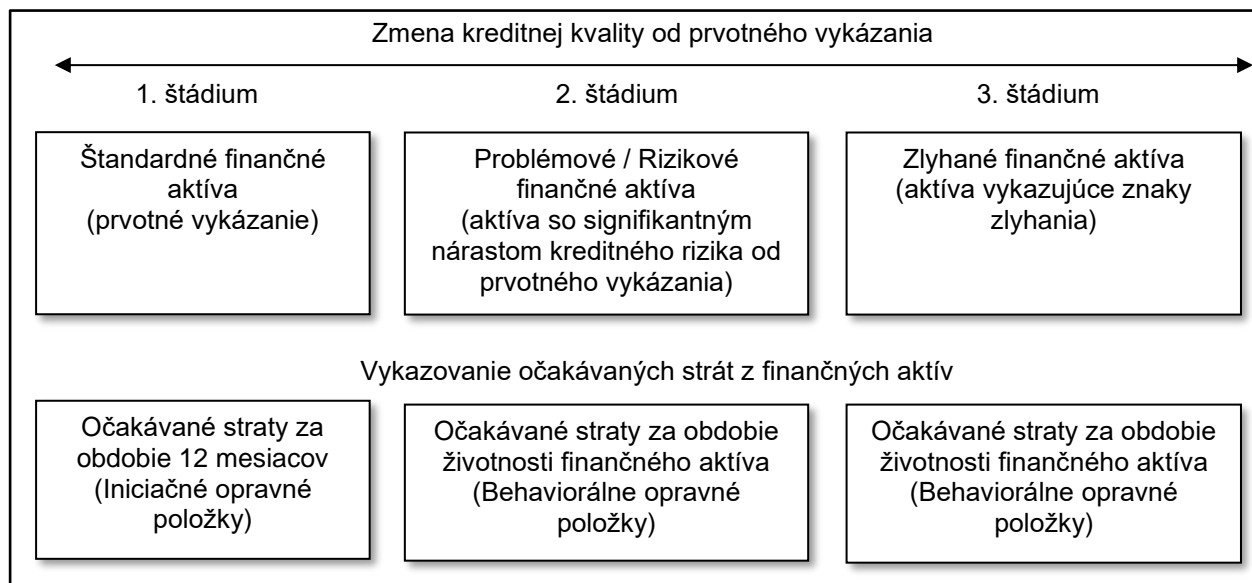 Zmena kreditnej kvality od prvotného vykázania
1. štádium
2. štádium
3. štádium
Štandardné finančné
aktíva
(prvotné vykázanie)
Problémové / Rizikové
finančné aktíva
(aktíva so signifikantným
nárastom kreditného rizika od
prvotného vykázania)
Zlyhané finančné aktíva
(aktíva vykazujúce znaky
zlyhania)
Vykazovanie očakávaných strát z finančných aktív
Očakávané straty za
obdobie 12 mesiacov
(Iniciačné opravné
položky)
Očakávané straty za obdobie
životnosti finančného aktíva
(Behaviorálne opravné
položky)
Očakávané straty za obdobie
životnosti finančného aktíva
(Behaviorálne opravné
položky)